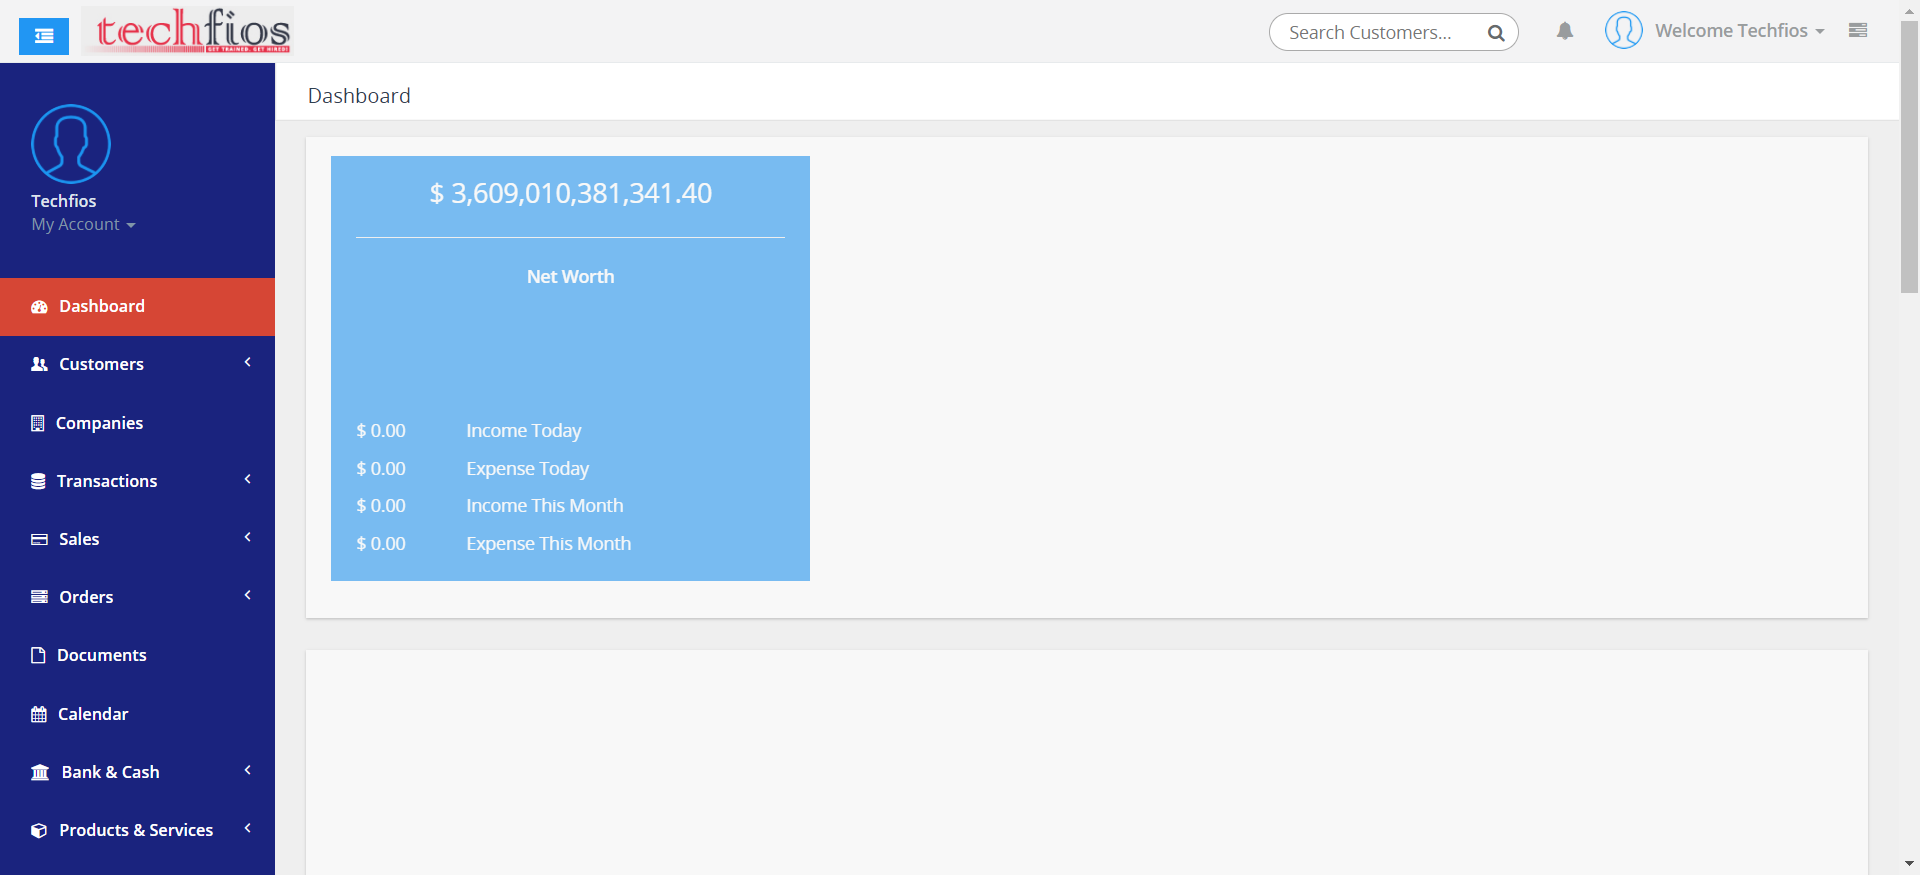 techfios
GET TRAINED. GET HIRED!
Search Customers...
Welcome Techfios
Techfios
My Account
Dashboard
Customers
Companies
Transactions
Sales
Orders
Documents
Calendar
Bank & Cash
Products & Services
Dashboard
$ 3,609,010,381,341.40
Net Worth
$ 0.00 Income Today
$ 0.00 Expense Today
$ 0.00 Income This Month
$ 0.00 Expense This Month